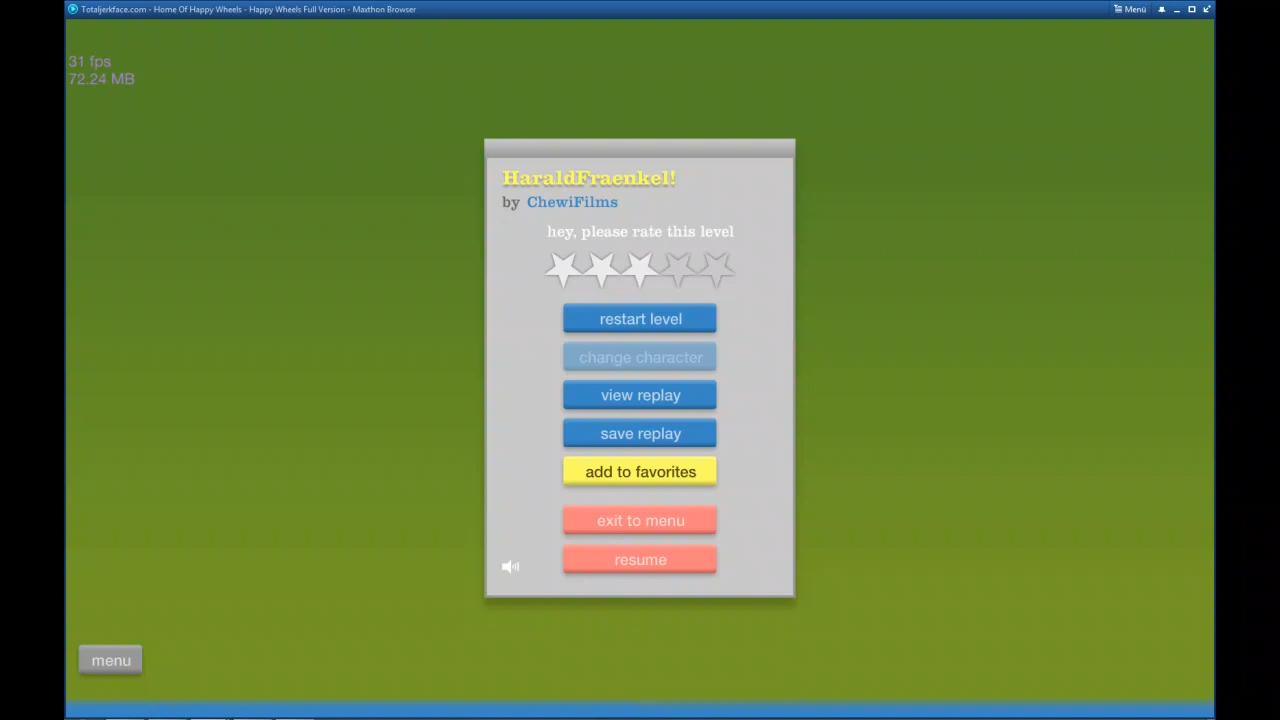 Totaljerkface.com - Home Of Happy Wheels - Happy Wheels Full Version - Maxthon Browser
Menü
31 fps
72.24 MB
HaraldFraenkel!
by ChewiFilms
hey, please rate this level
restart level
change character
view replay
save replay
add to favorites
exit to menu
resume
menu